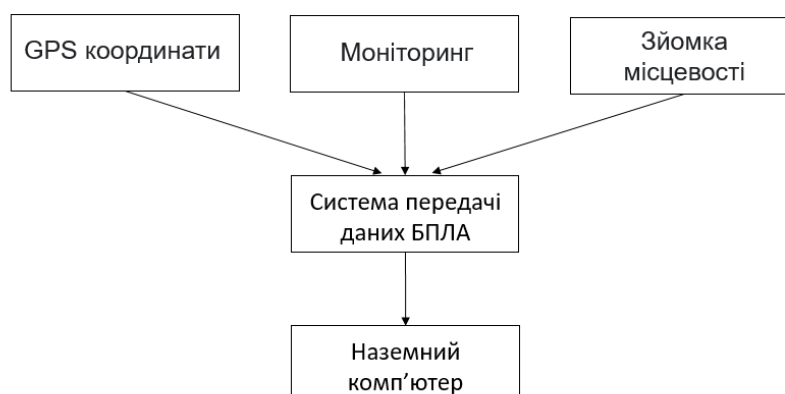 GPS координати
Моніторинг
Зйомка
місцевості
Система передачі
даних БПЛА
Наземний
комп’ютер